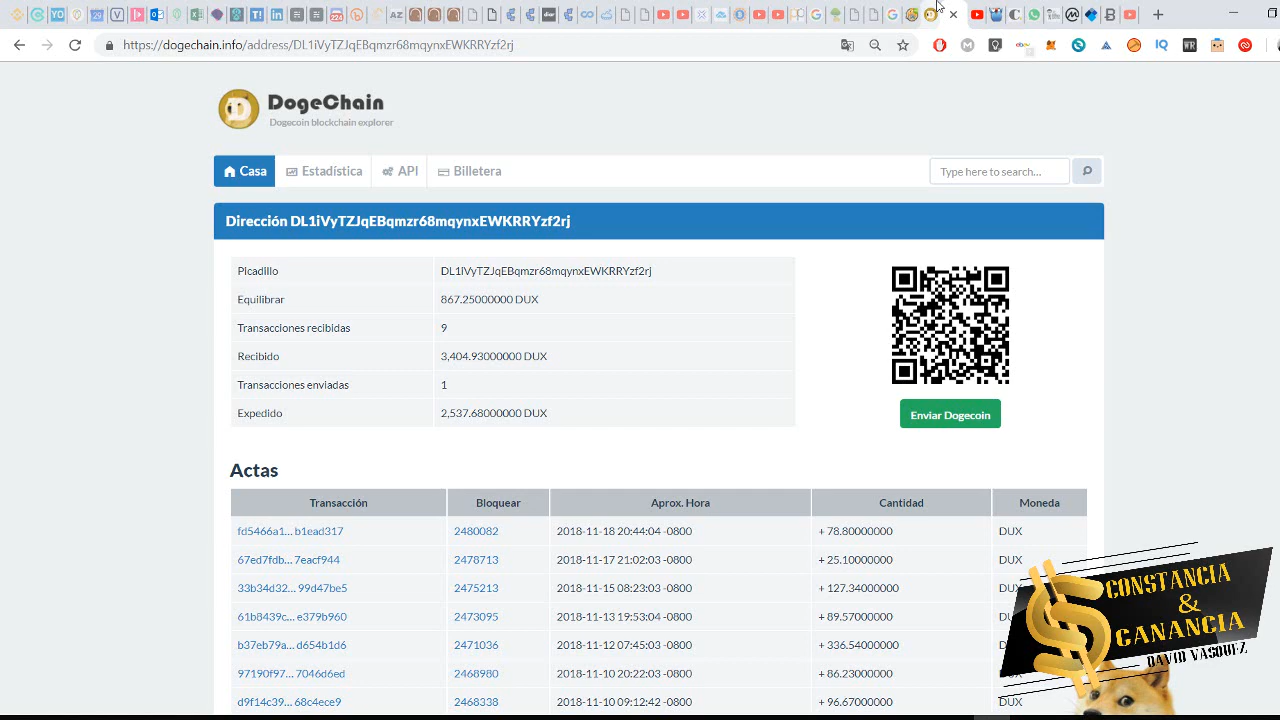 https://dogechain.info/address/DL1iVyTZJqEBqmzr68mqynxEWKRRYzf2rj
DogeChain
Dogecoin blockchain explorer
Casa Estadística API Billetera Type here to search...
Dirección DL1iVyTZJqEBqmzr68mqynxEWKRRYzf2rj
Picadillo DL1iVyTZJqEBqmzr68mqynxEWKRRYzf2rj
Equilibrar 867.25000000 DUX
Transacciones recibidas 9
Recibido 3,404.93000000 DUX
Transacciones enviadas 1
Expedido 2,537.68000000 DUX
Enviar Dogecoin
Actas
Transacción Bloquear Aprox. Hora Cantidad Moneda
fd5466a1... b1ead317 2480082 2018-11-18 20:44:04 -0800 + 78.80000000 DUX
67ed7fdb... 7eacf944 2478713 2018-11-17 21:02:03 -0800 + 25.10000000 DUX
33b34d32... 99d47be5 2475213 2018-11-15 08:23:03 -0800 + 127.34000000 DUX
61b8439c... e379b960 2473095 2018-11-13 19:53:04 -0800 + 89.57000000
b37eb79a... d654b1d6 2471036 2018-11-12 07:45:03 -0800 + 336.54000000
97190f97... 7046d6ed 2468980 2018-11-10 20:22:03 -0800 + 86.23000000
d9f14c39... 68c4ece9 2468338 2018-11-10 09:12:42 -0800 + 96.67000000
CONSTANCIA
&
GANANCIA
DAVID VASQUEZ